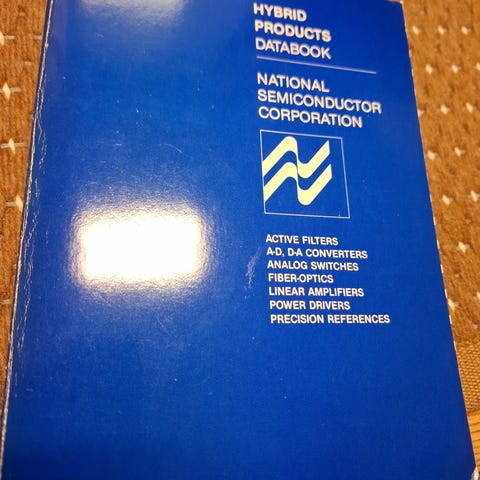 HYBRID
PRODUCTS
DATABOOK
NATIONAL
SEMICONDUCTOR
CORPORATION
ACTIVE FILTERS
A-D, D-A CONVERTERS
ANALOG SWITCHES
FIBER-OPTICS
LINEAR AMPLIFIERS
POWER DRIVERS
PRECISION REFERENCES